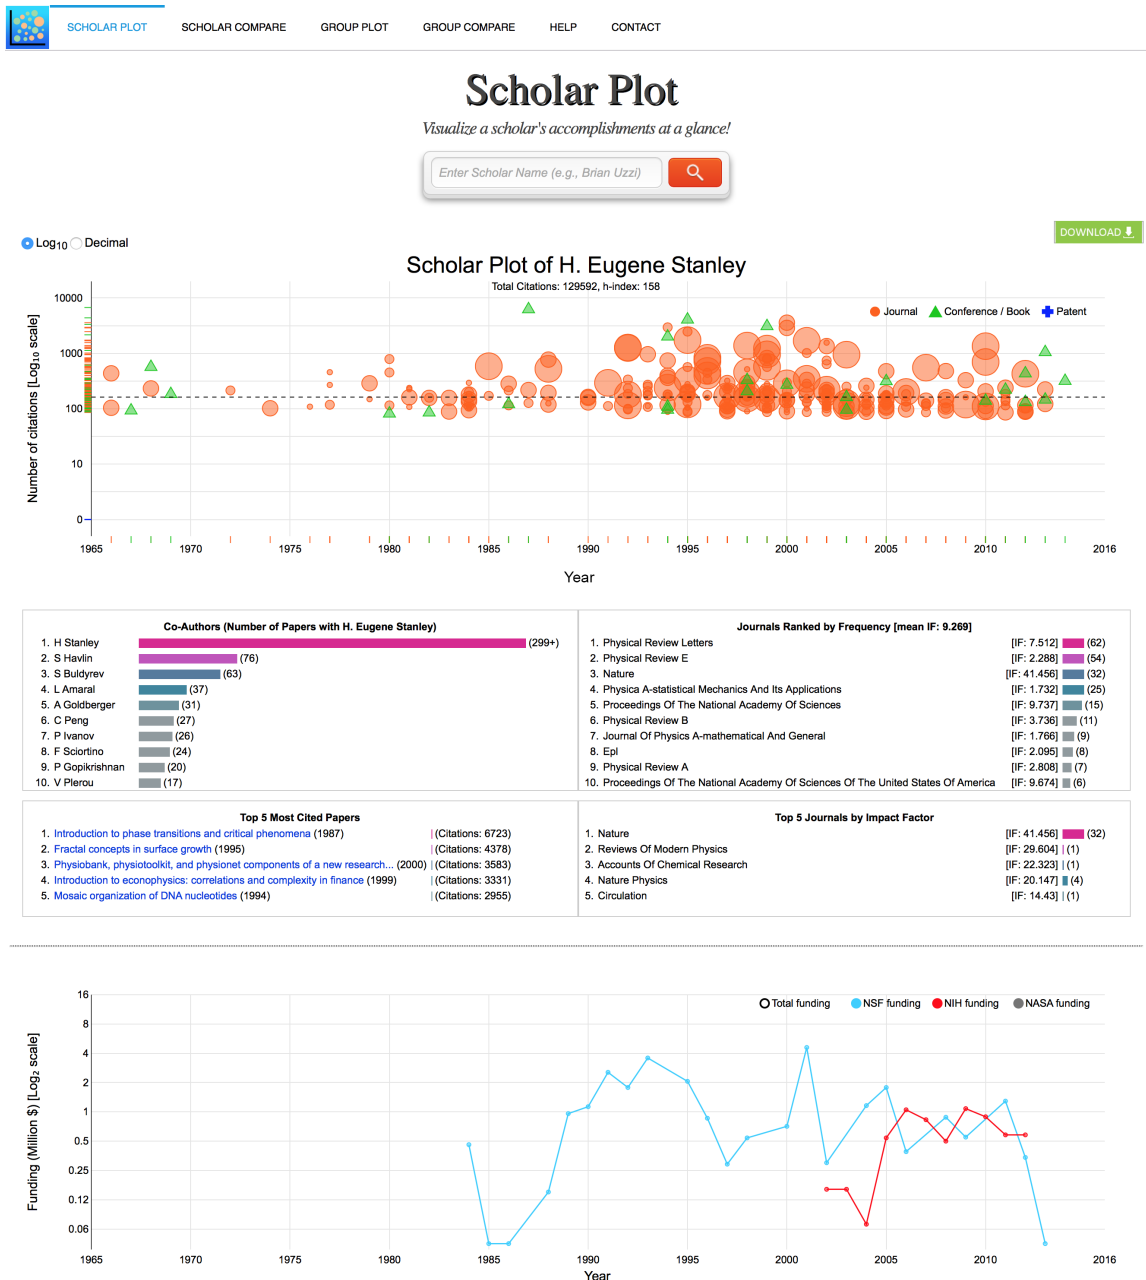 SCHOLAR PLOT SCHOLAR COMPARE GROUP PLOT GROUP COMPARE HELP CONTACT
Scholar Plot
Visualize a scholar's accomplishments at a glance!
Enter Scholar Name (e.g., Brian Uzzi)
DOWNLOAD
Log10 Decimal
Scholar Plot of H. Eugene Stanley
Total Citations: 129592, h-index: 158
Journal Conference / Book Patent
Number of citations [Log10 scale]
10000
1000
100
10
0
1965 1970 1975 1980 1985 1990 1995 2000 2005 2010 2016
Year
Co-Authors (Number of Papers with H. Eugene Stanley)
1. H Stanley (299+)
2. S Havlin (76)
3. S Buldyrev (63)
4. L Amaral (37)
5. A Goldberger (31)
6. C Peng (27)
7. P Ivanov (26)
8. F Sciortino (24)
9. P Gopikrishnan (20)
10. V Plerou (17)
Journals Ranked by Frequency [mean IF: 9.269]
1. Physical Review Letters [IF: 7.512] (62)
2. Physical Review E [IF: 2.288] (54)
3. Nature [IF: 41.456] (32)
4. Physica A-statistical Mechanics And Its Applications [IF: 1.732] (25)
5. Proceedings Of The National Academy Of Sciences [IF: 9.737] (15)
6. Physical Review B [IF: 3.736] (11)
7. Journal Of Physics A-mathematical And General [IF: 1.766] (9)
8. Epl [IF: 2.095] (8)
9. Physical Review A [IF: 2.808] (7)
10. Proceedings Of The National Academy Of Sciences Of The United States Of America [IF: 9.674] (6)
Top 5 Most Cited Papers
1. Introduction to phase transitions and critical phenomena (1987) (Citations: 6723)
2. Fractal concepts in surface growth (1995) (Citations: 4378)
3. Physiobank, physiotoolkit, and physionet components of a new research... (2000) (Citations: 3583)
4. Introduction to econophysics: correlations and complexity in finance (1999) (Citations: 3331)
5. Mosaic organization of DNA nucleotides (1994) (Citations: 2955)
Top 5 Journals by Impact Factor
1. Nature [IF: 41.456] (32)
2. Reviews Of Modern Physics [IF: 29.604] (1)
3. Accounts Of Chemical Research [IF: 22.323] (1)
4. Nature Physics [IF: 20.147] (4)
5. Circulation [IF: 14.43] (1)
Total funding NSF funding NIH funding NASA funding
Funding (Million $) [Log2 scale]
16
8
4
2
1
0.5
0.25
0.12
0.06
1965 1970 1975 1980 1985 1990 1995 2000 2005 2010 2016
Year